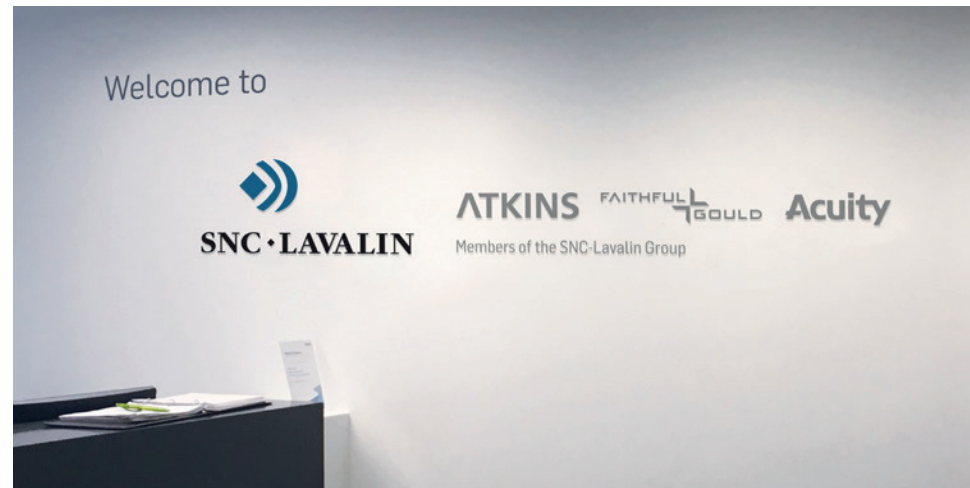 Welcome to
SNC·LAVALIN
ATKINS FAITHFUL GOULD Acuity
Members of the SNC-Lavalin Group